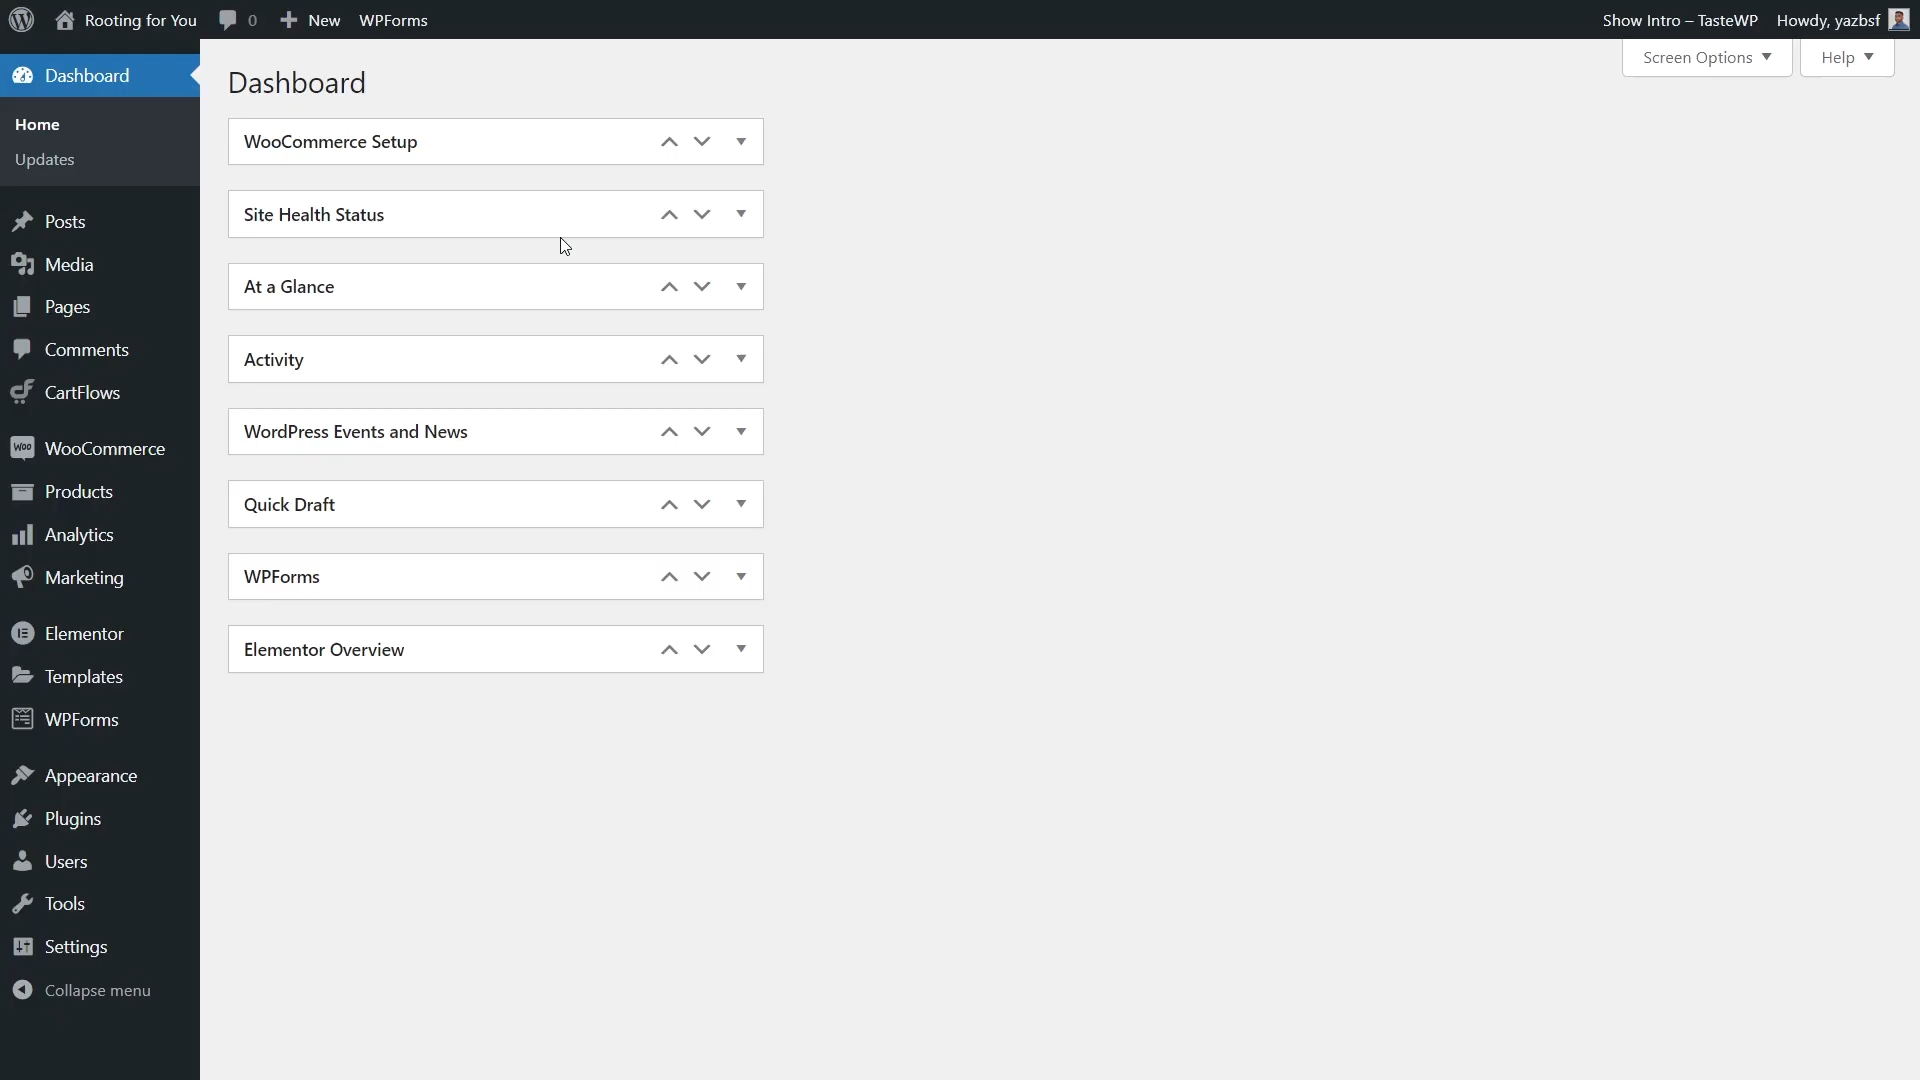 Rooting for You 0 New WPForms Show Intro – TasteWP Howdy, yazbsf
Screen Options Help
Dashboard
Home
Updates
Posts
Media
Pages
Comments
CartFlows
Woo WooCommerce
Products
Analytics
Marketing
Elementor
Templates
WPForms
Appearance
Plugins
Users
Tools
Settings
Collapse menu
Dashboard
WooCommerce Setup
Site Health Status
At a Glance
Activity
WordPress Events and News
Quick Draft
WPForms
Elementor Overview